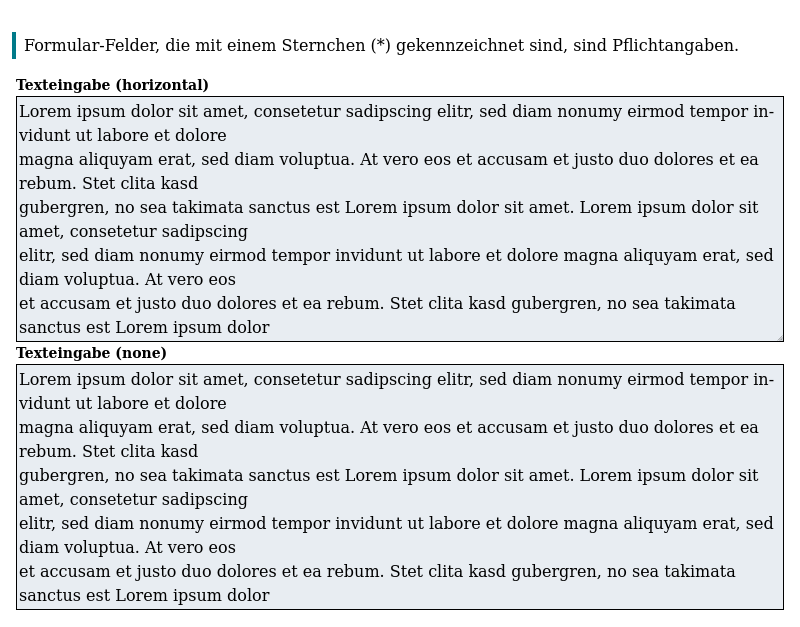 Formular-Felder, die mit einem Sternchen (*) gekennzeichnet sind, sind Pflichtangaben.
Texteingabe (horizontal)
Lorem ipsum dolor sit amet, consetetur sadipscing elitr, sed diam nonumy eirmod tempor in-
vidunt ut labore et dolore
magna aliquyam erat, sed diam voluptua. At vero eos et accusam et justo duo dolores et ea
rebum. Stet clita kasd
gubergren, no sea takimata sanctus est Lorem ipsum dolor sit amet. Lorem ipsum dolor sit
amet, consetetur sadipscing
elitr, sed diam nonumy eirmod tempor invidunt ut labore et dolore magna aliquyam erat, sed
diam voluptua. At vero eos
et accusam et justo duo dolores et ea rebum. Stet clita kasd gubergren, no sea takimata
sanctus est Lorem ipsum dolor
Texteingabe (none)
Lorem ipsum dolor sit amet, consetetur sadipscing elitr, sed diam nonumy eirmod tempor in-
vidunt ut labore et dolore
magna aliquyam erat, sed diam voluptua. At vero eos et accusam et justo duo dolores et ea
rebum. Stet clita kasd
gubergren, no sea takimata sanctus est Lorem ipsum dolor sit amet. Lorem ipsum dolor sit
amet, consetetur sadipscing
elitr, sed diam nonumy eirmod tempor invidunt ut labore et dolore magna aliquyam erat, sed
diam voluptua. At vero eos
et accusam et justo duo dolores et ea rebum. Stet clita kasd gubergren, no sea takimata
sanctus est Lorem ipsum dolor